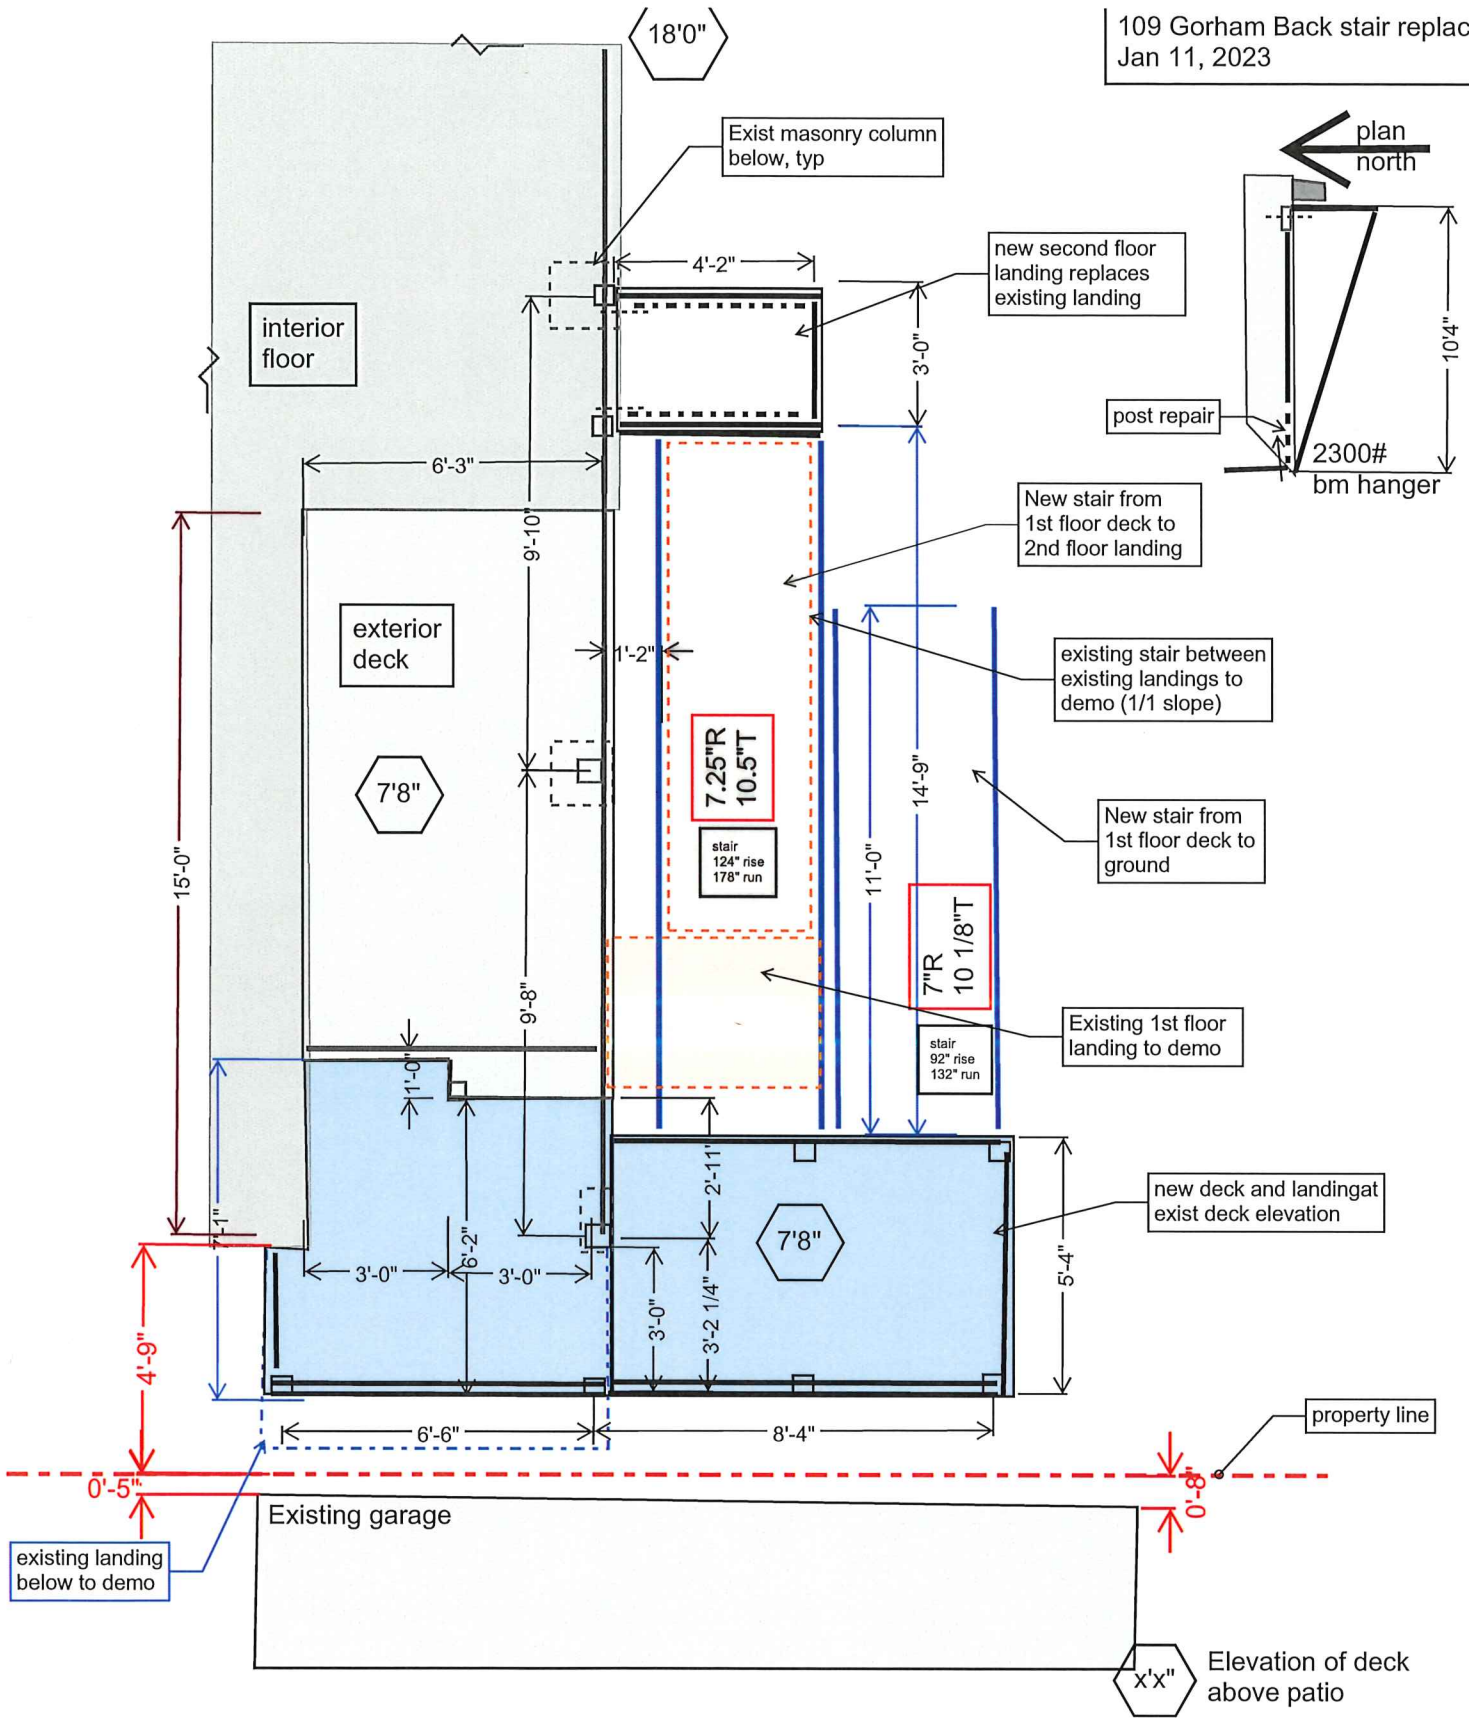 18'0"
109 Gorham Back stair replac
Jan 11, 2023
plan
north
Exist masonry column
below, typ
new second floor
landing replaces
existing landing
4'-2"
3'-0"
10'4"
interior
floor
post repair
2300#
bm hanger
6'-3"
9'-10"
New stair from
1st floor deck to
2nd floor landing
exterior
deck
1'-2"
existing stair between
existing landings to
demo (1/1 slope)
7'8"
7.25"R
10.5"T
14'-9"
New stair from
1st floor deck to
ground
stair
124" rise
178" run
15'-0"
11'-0"
7"R
10 1/8"T
9'-8"
Existing 1st floor
landing to demo
stair
92" rise
132" run
1'-0"
2'-11'
new deck and landingat
exist deck elevation
7'-1"
6'-2"
7'8"
5'-4"
3'-0"
3'-0"
3'-0"
3'-2 1/4"
4'-9"
6'-6"
8'-4"
property line
0'-5"
0'-8"
Existing garage
existing landing
below to demo
x'x"
Elevation of deck
above patio